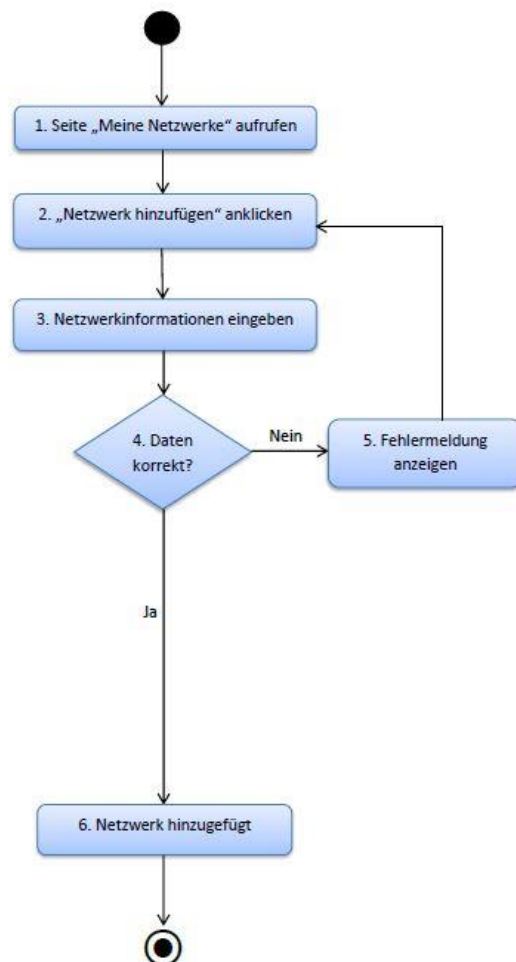 1. Seite „Meine Netzwerke“ aufrufen
2. „Netzwerk hinzufügen“ anklicken
3. Netzwerkinformationen eingeben
4. Daten
korrekt?
Nein
5. Fehlermeldung
anzeigen
Ja
6. Netzwerk hinzugefügt